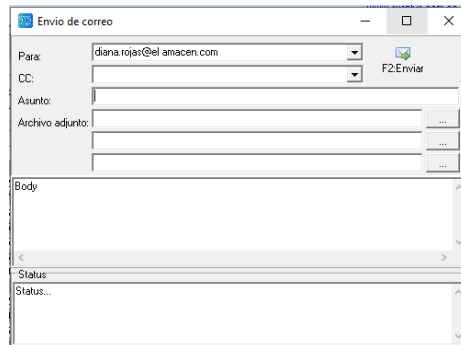 Envio de correo
Para: diana.rojas@el amacen.com
CC:
F2:Enviar
Asunto:
Archivo adjunto: ...
...
...
Body
Status
Status...